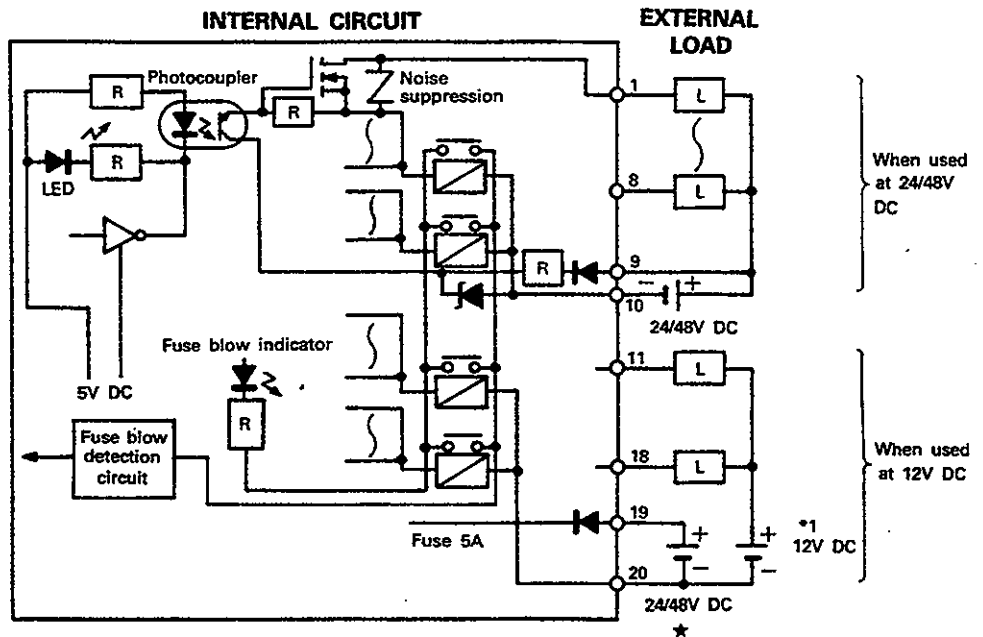 INTERNAL CIRCUIT
EXTERNAL
LOAD
Photocoupler
Noise
suppression
R
R
R
LED
1
L
8
L
When used
at 24/48V
DC
R
9
10
− +
24/48V DC
Fuse blow indicator
5V DC
R
Fuse blow
detection
circuit
11
L
18
L
When used
at 12V DC
Fuse 5A
19
20
+
−
+
−
*1
12V DC
24/48V DC
★